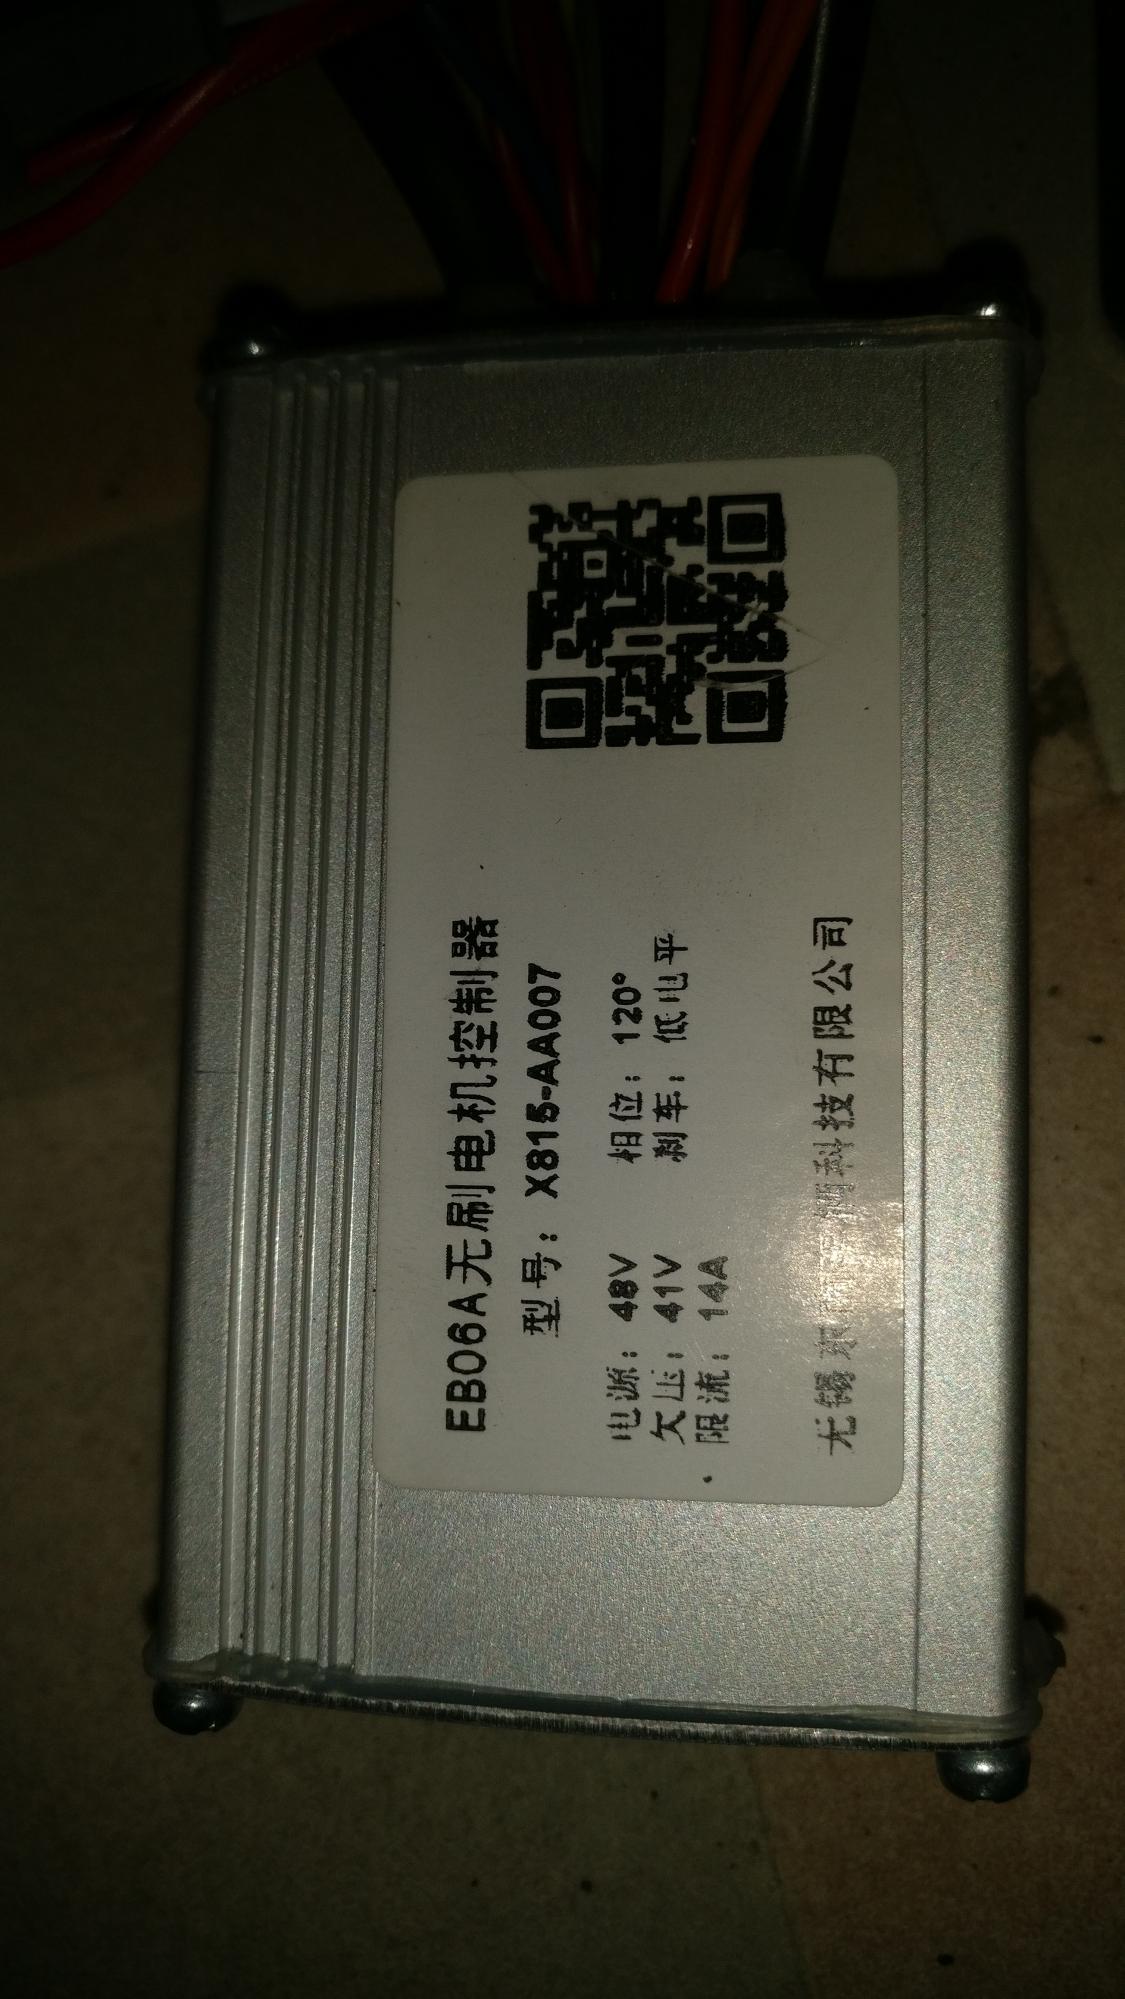 EB06A无刷电机控制器
型号：X815-AA007
电源：48V 相位：120°
欠压：41V 刹车：低电平
限流：14A
无锡东 科技有限公司